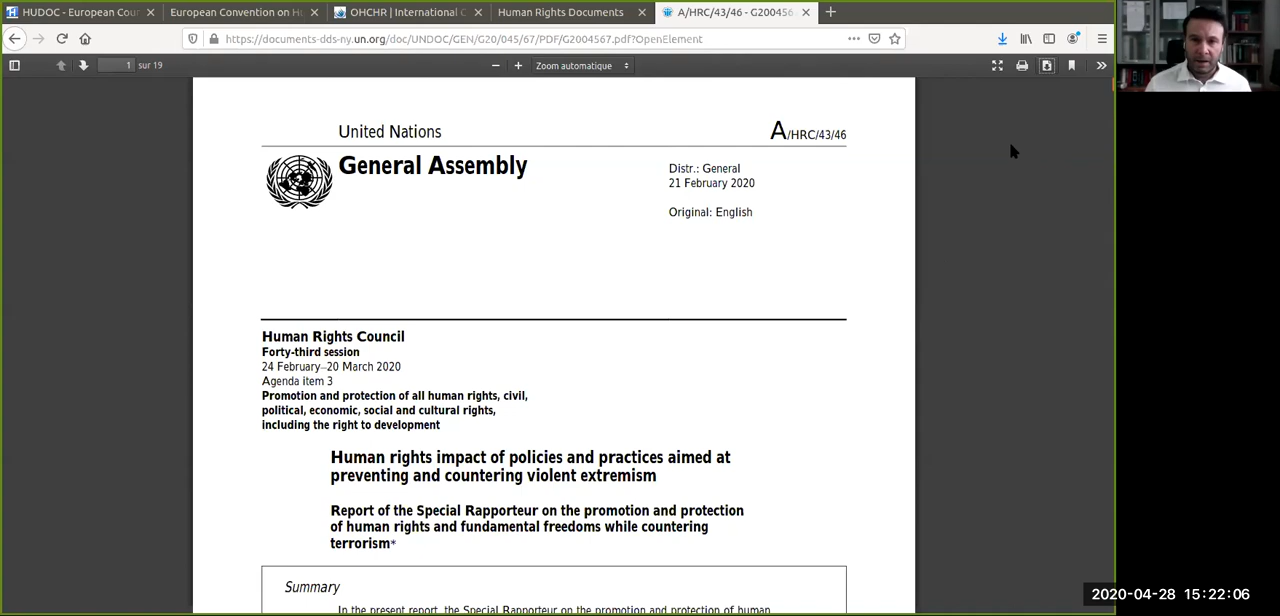 HUDOC - European Cour
European Convention on Hu
OHCHR | International C
Human Rights Documents
A/HRC/43/46 - G200456
https://documents-dds-ny.un.org/doc/UNDOC/GEN/G20/045/67/PDF/G2004567.pdf?OpenElement
1 sur 19
Zoom automatique
United Nations
A/HRC/43/46
General Assembly
Distr.: General
21 February 2020
Original: English
Human Rights Council
Forty-third session
24 February–20 March 2020
Agenda item 3
Promotion and protection of all human rights, civil,
political, economic, social and cultural rights,
including the right to development
Human rights impact of policies and practices aimed at
preventing and countering violent extremism
Report of the Special Rapporteur on the promotion and protection
of human rights and fundamental freedoms while countering
terrorism*
Summary
In the present report, the Special Rapporteur on the promotion and protection of human
2020-04-28 15:22:06